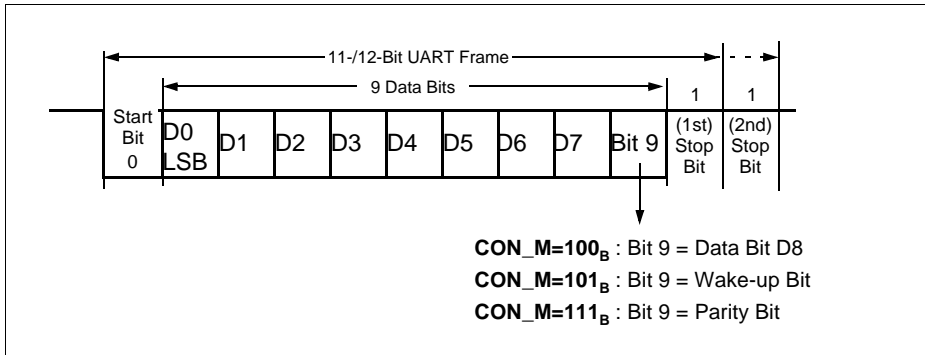 11-/12-Bit UART Frame
9 Data Bits
1 1
Start Bit 0
D0 LSB
D1 D2 D3 D4 D5 D6 D7 Bit 9
(1st) Stop Bit
(2nd) Stop Bit
CON_M=100B : Bit 9 = Data Bit D8
CON_M=101B : Bit 9 = Wake-up Bit
CON_M=111B : Bit 9 = Parity Bit